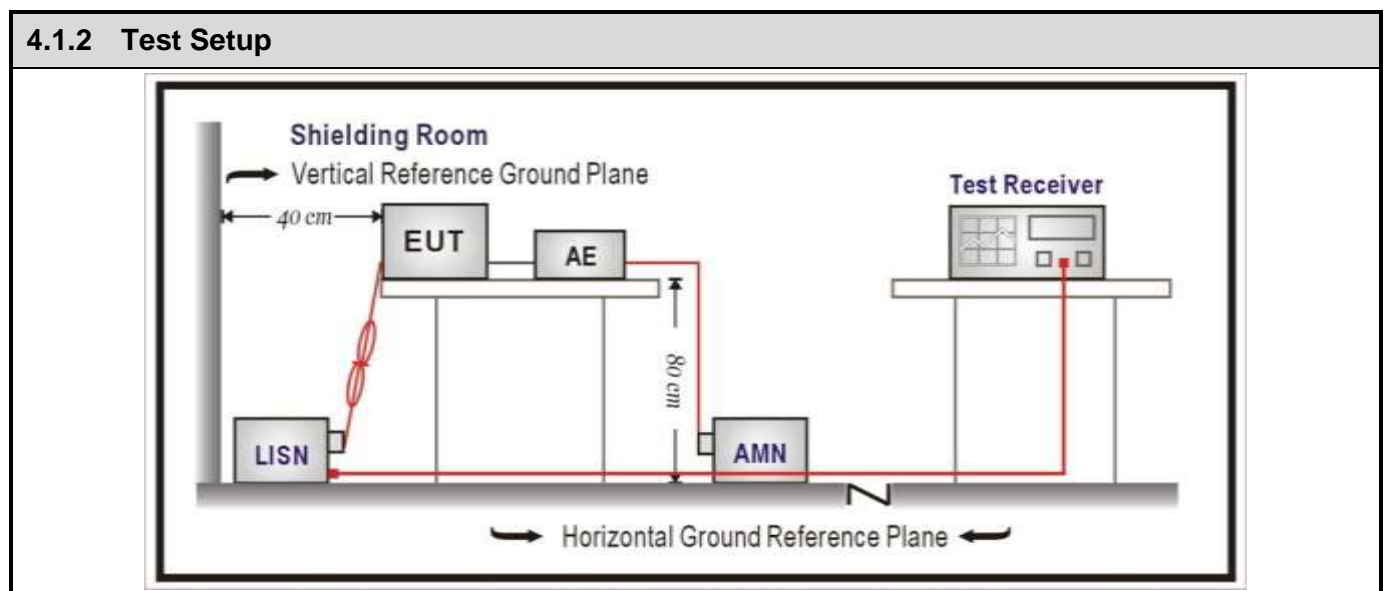 4.1.2 Test Setup
Shielding Room
Vertical Reference Ground Plane
Test Receiver
40 cm
EUT
AE
80 cm
LISN
AMN
Horizontal Ground Reference Plane